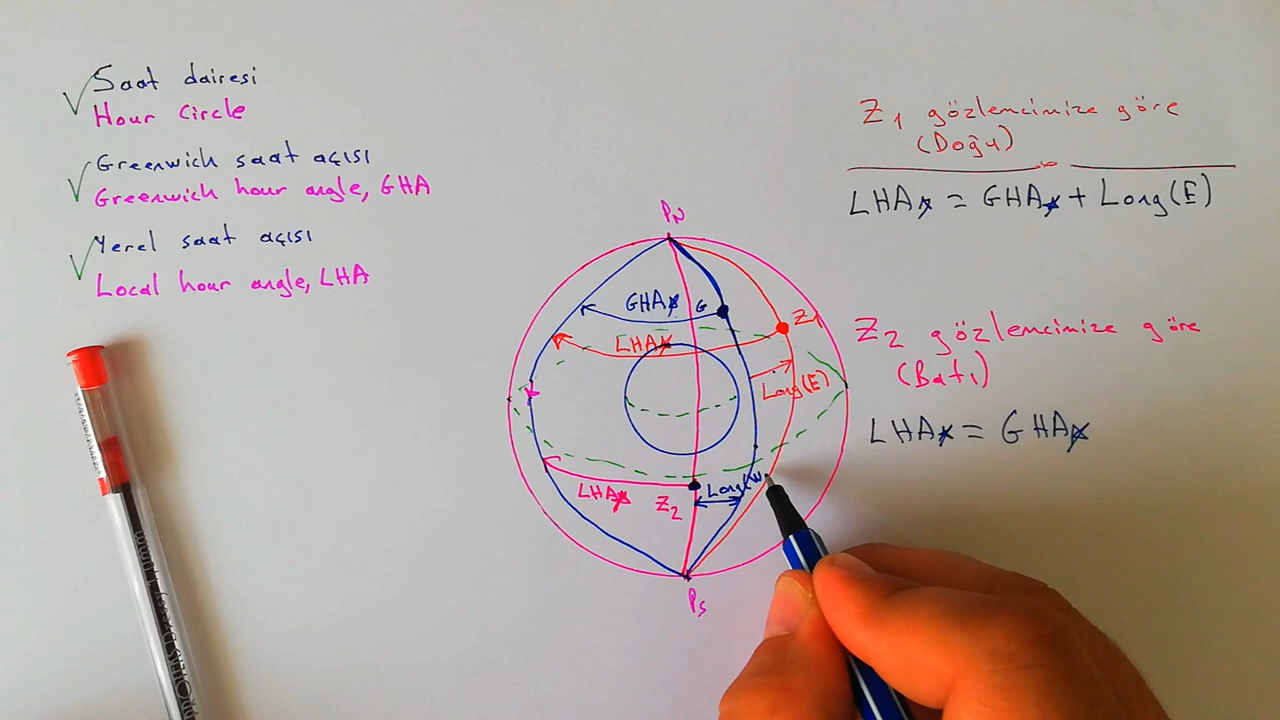 Saat dairesi
Hour Circle
Greenwich saat açısı
Greenwich hour angle, GHA
Yerel saat açısı
Local hour angle, LHA
Z1 gözlemcimize göre
(Doğu)
LHA☆ = GHA☆ + Long(E)
Z2 gözlemcimize göre
(Batı)
LHA☆ = GHA☆
PN
GHA☆ G
Z1
LHA☆
Long(E)
LHA☆
Z2
Long(W
PS